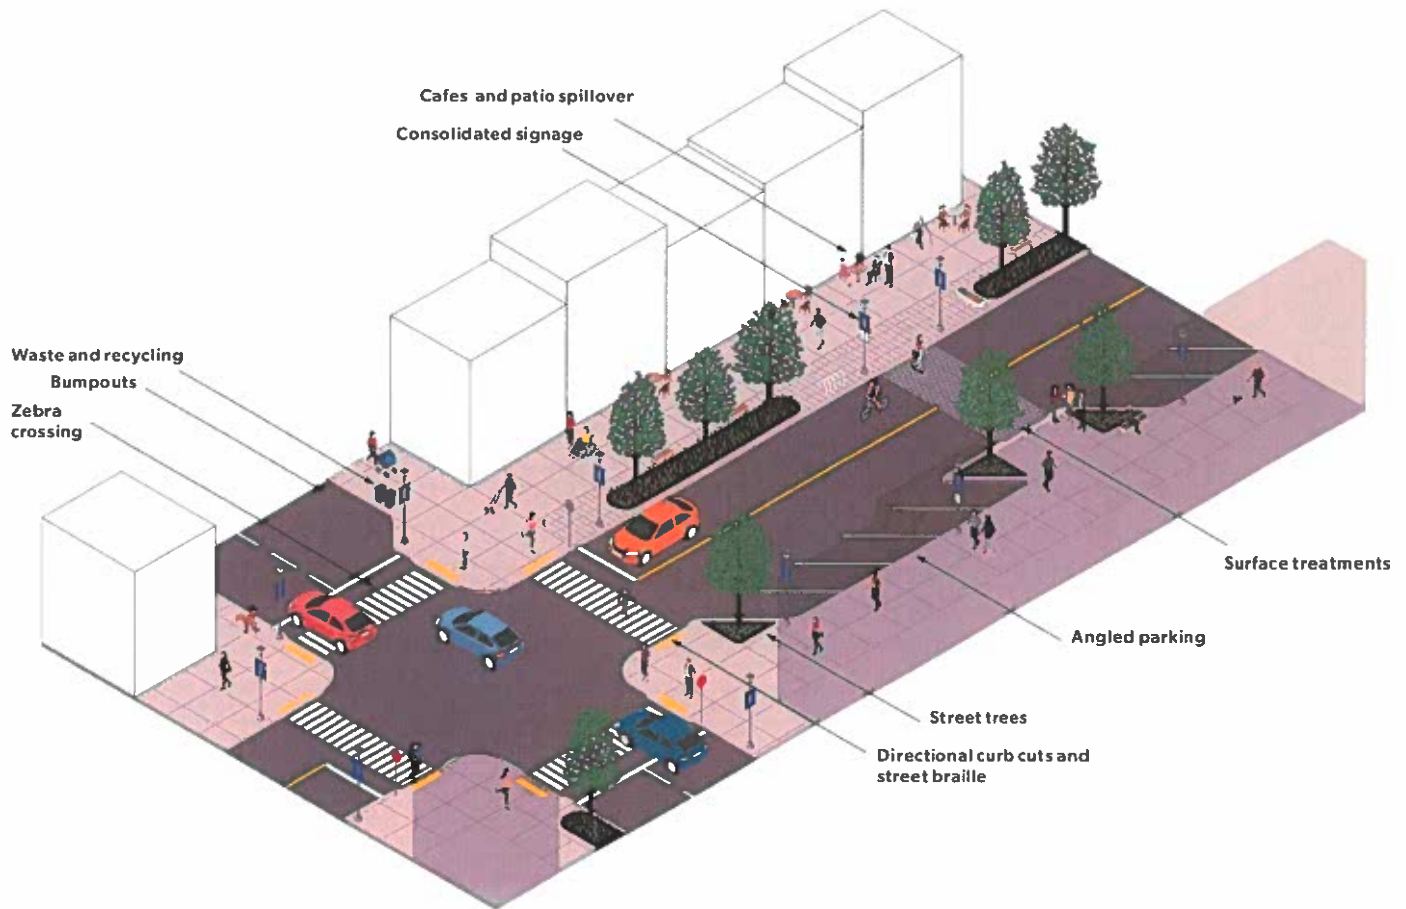 Cafes and patio spillover
Consolidated signage
Waste and recycling
Bumpouts
Zebra
crossing
Surface treatments
Angled parking
Street trees
Directional curb cuts and
street braille